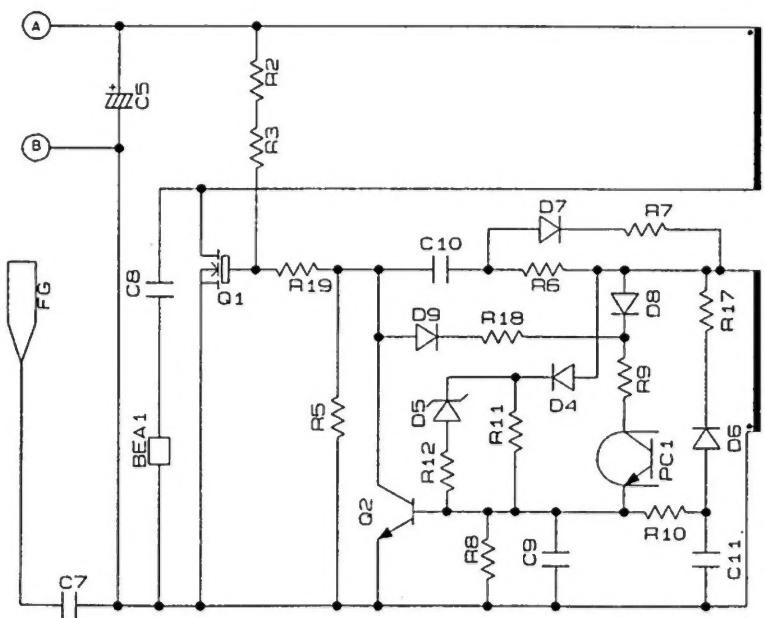 A
C5
+
R2
R3
B
D7
R7
C10
R6
C8
Q1
R19
D8
R17
FG
D9
R18
R9
D4
D5
R11
R5
R12
D6
BEA1
PC1
Q2
R8
C9
R10
C11
C7